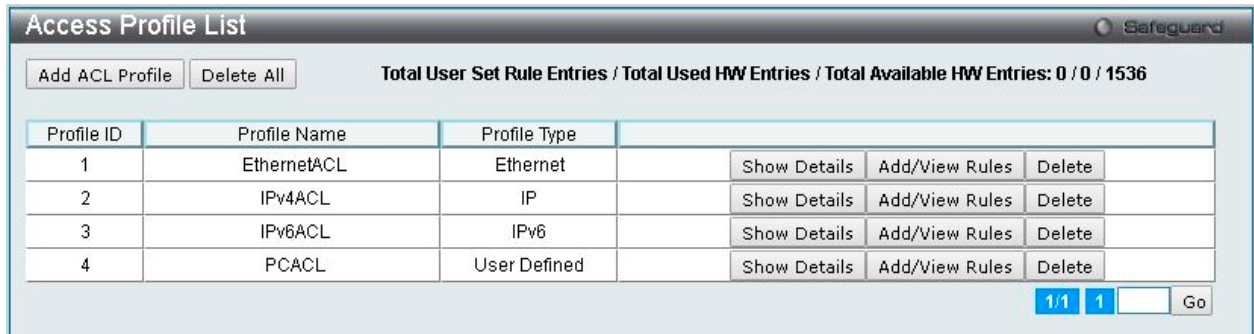 Access Profile List
Safeguard
Add ACL Profile Delete All Total User Set Rule Entries / Total Used HW Entries / Total Available HW Entries: 0 / 0 / 1536
Profile ID Profile Name Profile Type
1 EthernetACL Ethernet Show Details Add/View Rules Delete
2 IPv4ACL IP Show Details Add/View Rules Delete
3 IPv6ACL IPv6 Show Details Add/View Rules Delete
4 PCACL User Defined Show Details Add/View Rules Delete
1/1 1 Go